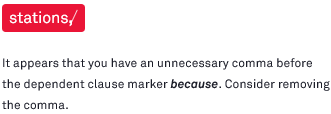 stations,/
It appears that you have an unnecessary comma before
the dependent clause marker because. Consider removing
the comma.